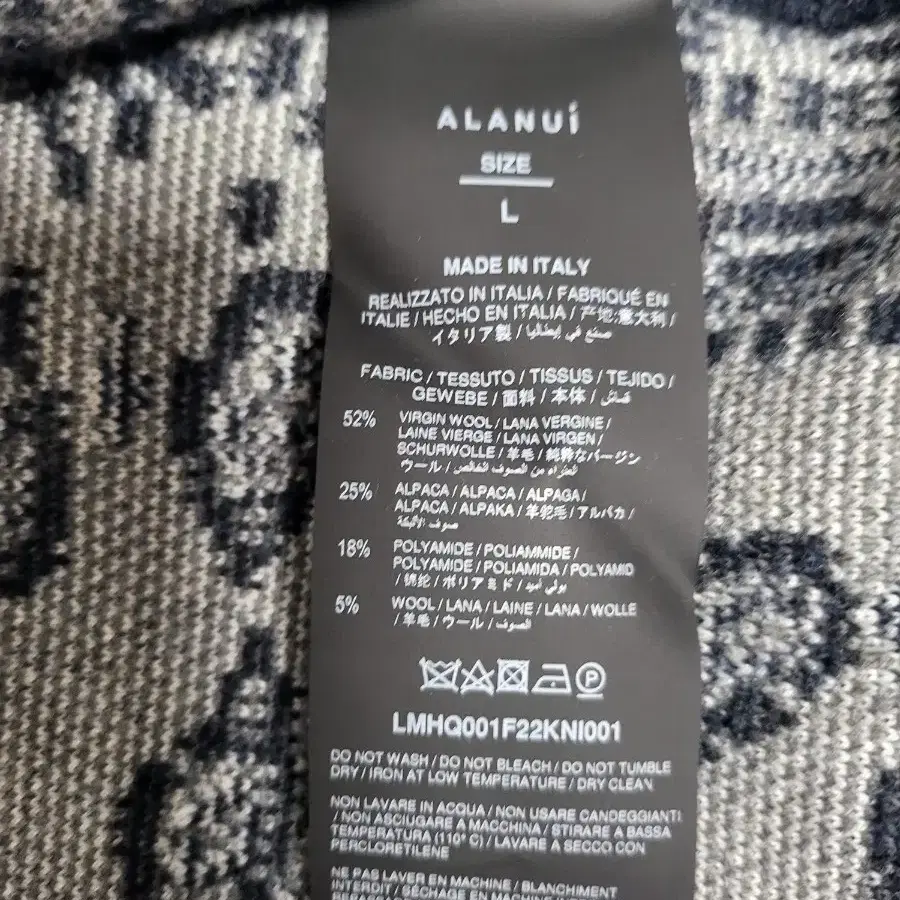 ALANUI
SIZE
L
MADE IN ITALY
REALIZZATO IN ITALIA / FABRIQUÉ EN
ITALIE / HECHO EN ITALIA / 产地:意大利 /
イタリア製 / صنع في إيطاليا
FABRIC / TESSUTO / TISSUS / TEJIDO /
GEWEBE / 面料 / 本体 / قماش
52% VIRGIN WOOL / LANA VERGINE /
LAINE VIERGE / LANA VIRGEN /
SCHURWOLLE / 羊毛 / 純粋なバージン
ウール / من الصوف الخالص
25% ALPACA / ALPACA / ALPAGA /
ALPACA / ALPAKA / 羊驼毛 / アルパカ /
صوف الألبكة
18% POLYAMIDE / POLIAMMIDE /
POLYAMIDE / POLIAMIDA / POLYAMID
/ 锦纶 / ポリアミド / بولي أميد
5% WOOL / LANA / LAINE / LANA / WOLLE
/ 羊毛 / ウール / الصوف
P
LMHQ001F22KNI001
DO NOT WASH / DO NOT BLEACH / DO NOT TUMBLE
DRY / IRON AT LOW TEMPERATURE / DRY CLEAN
NON LAVARE IN ACQUA / NON USARE CANDEGGIANTI
/ NON ASCIUGARE A MACCHINA / STIRARE A BASSA
TEMPERATURA (110° C) / LAVARE A SECCO CON
PERCLORETILENE
NE PAS LAVER EN MACHINE / BLANCHIMENT
INTERDIT / SÉCHAGE EN MACHINE